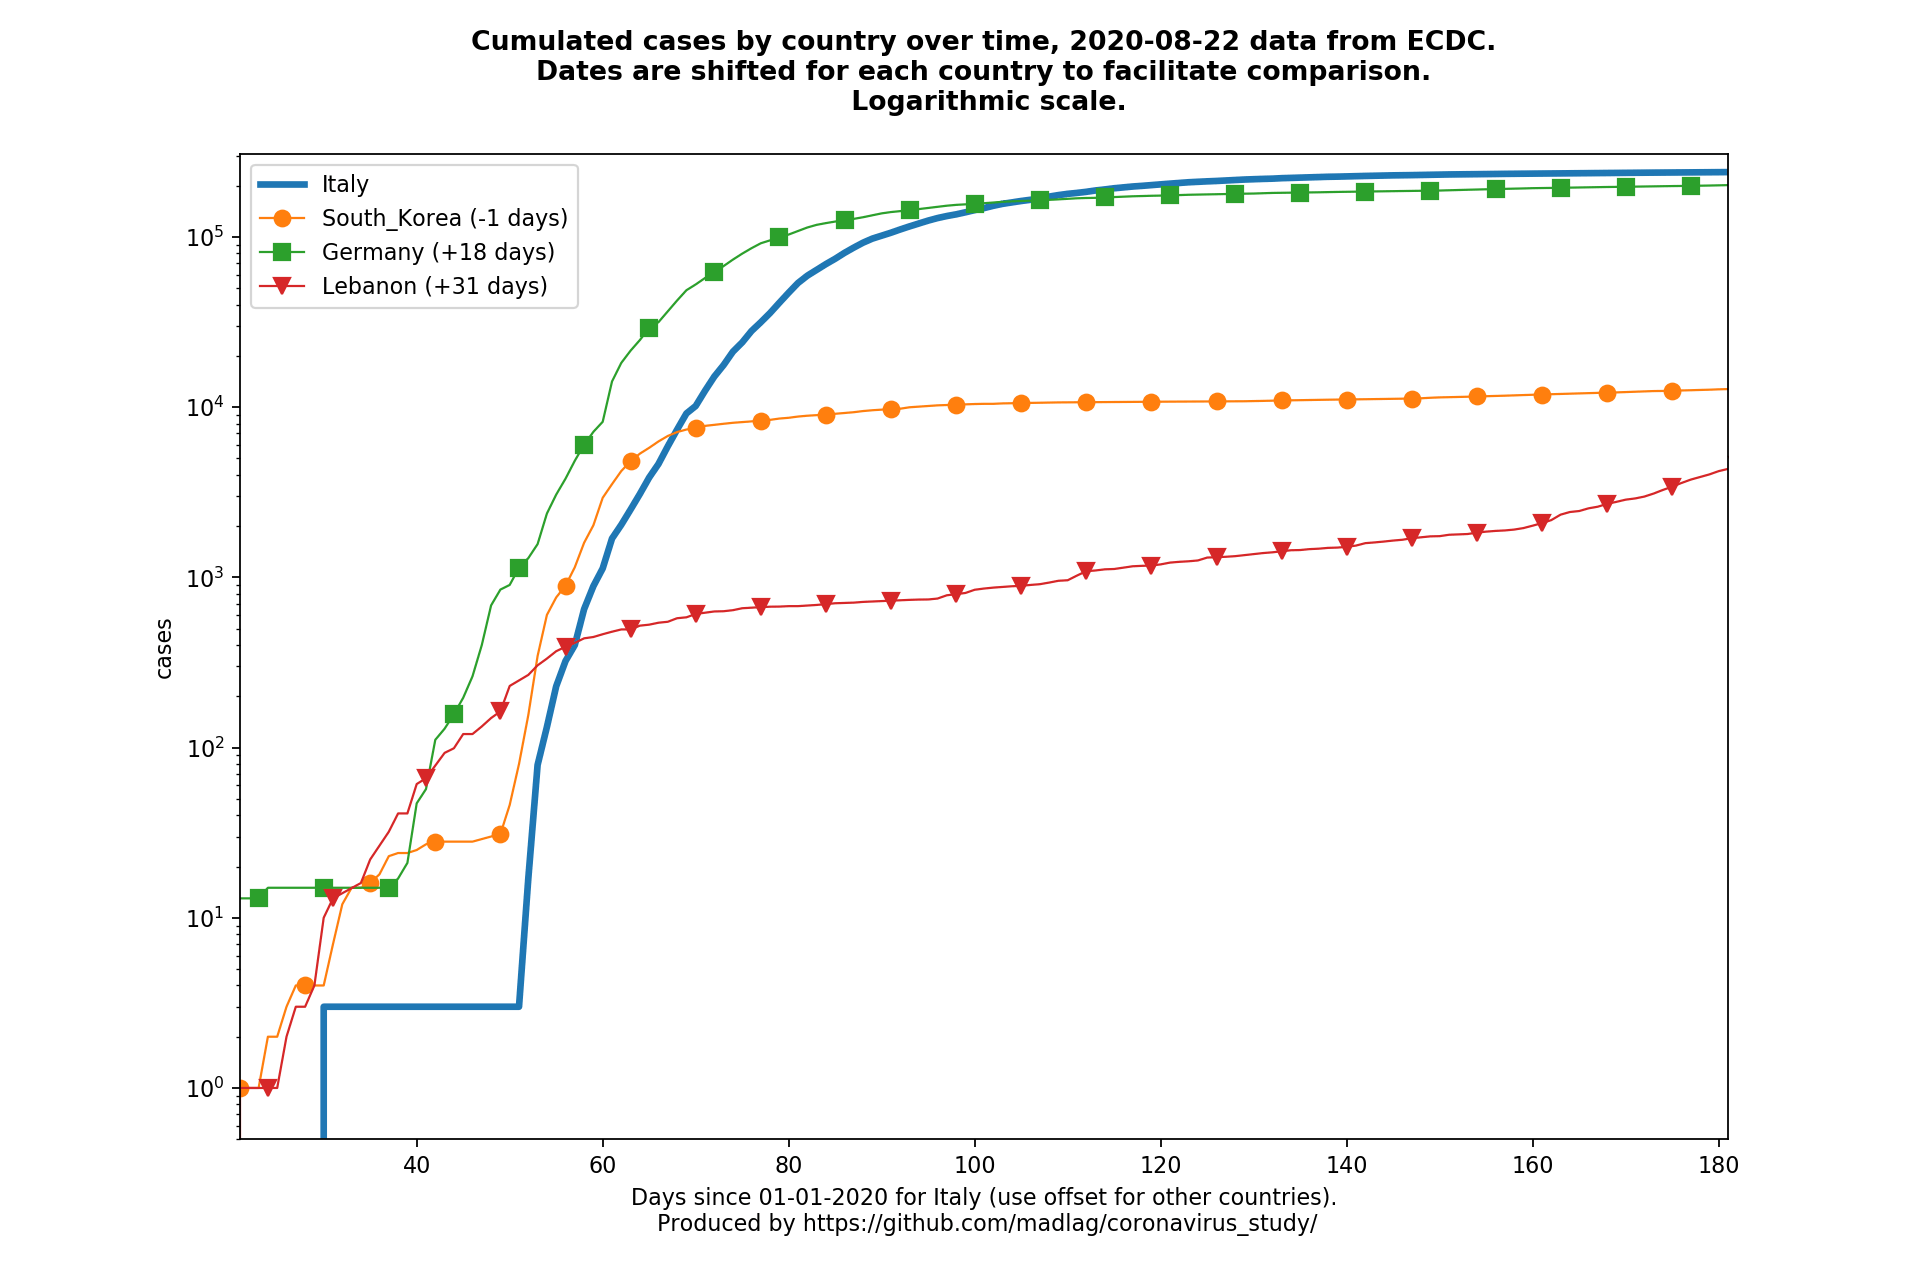 Cumulated cases by country over time, 2020-08-22 data from ECDC.
Dates are shifted for each country to facilitate comparison.
Logarithmic scale.
Italy
South_Korea (-1 days)
Germany (+18 days)
Lebanon (+31 days)
cases
10^5
10^4
10^3
10^2
10^1
10^0
40 60 80 100 120 140 160 180
Days since 01-01-2020 for Italy (use offset for other countries).
Produced by https://github.com/madlag/coronavirus_study/